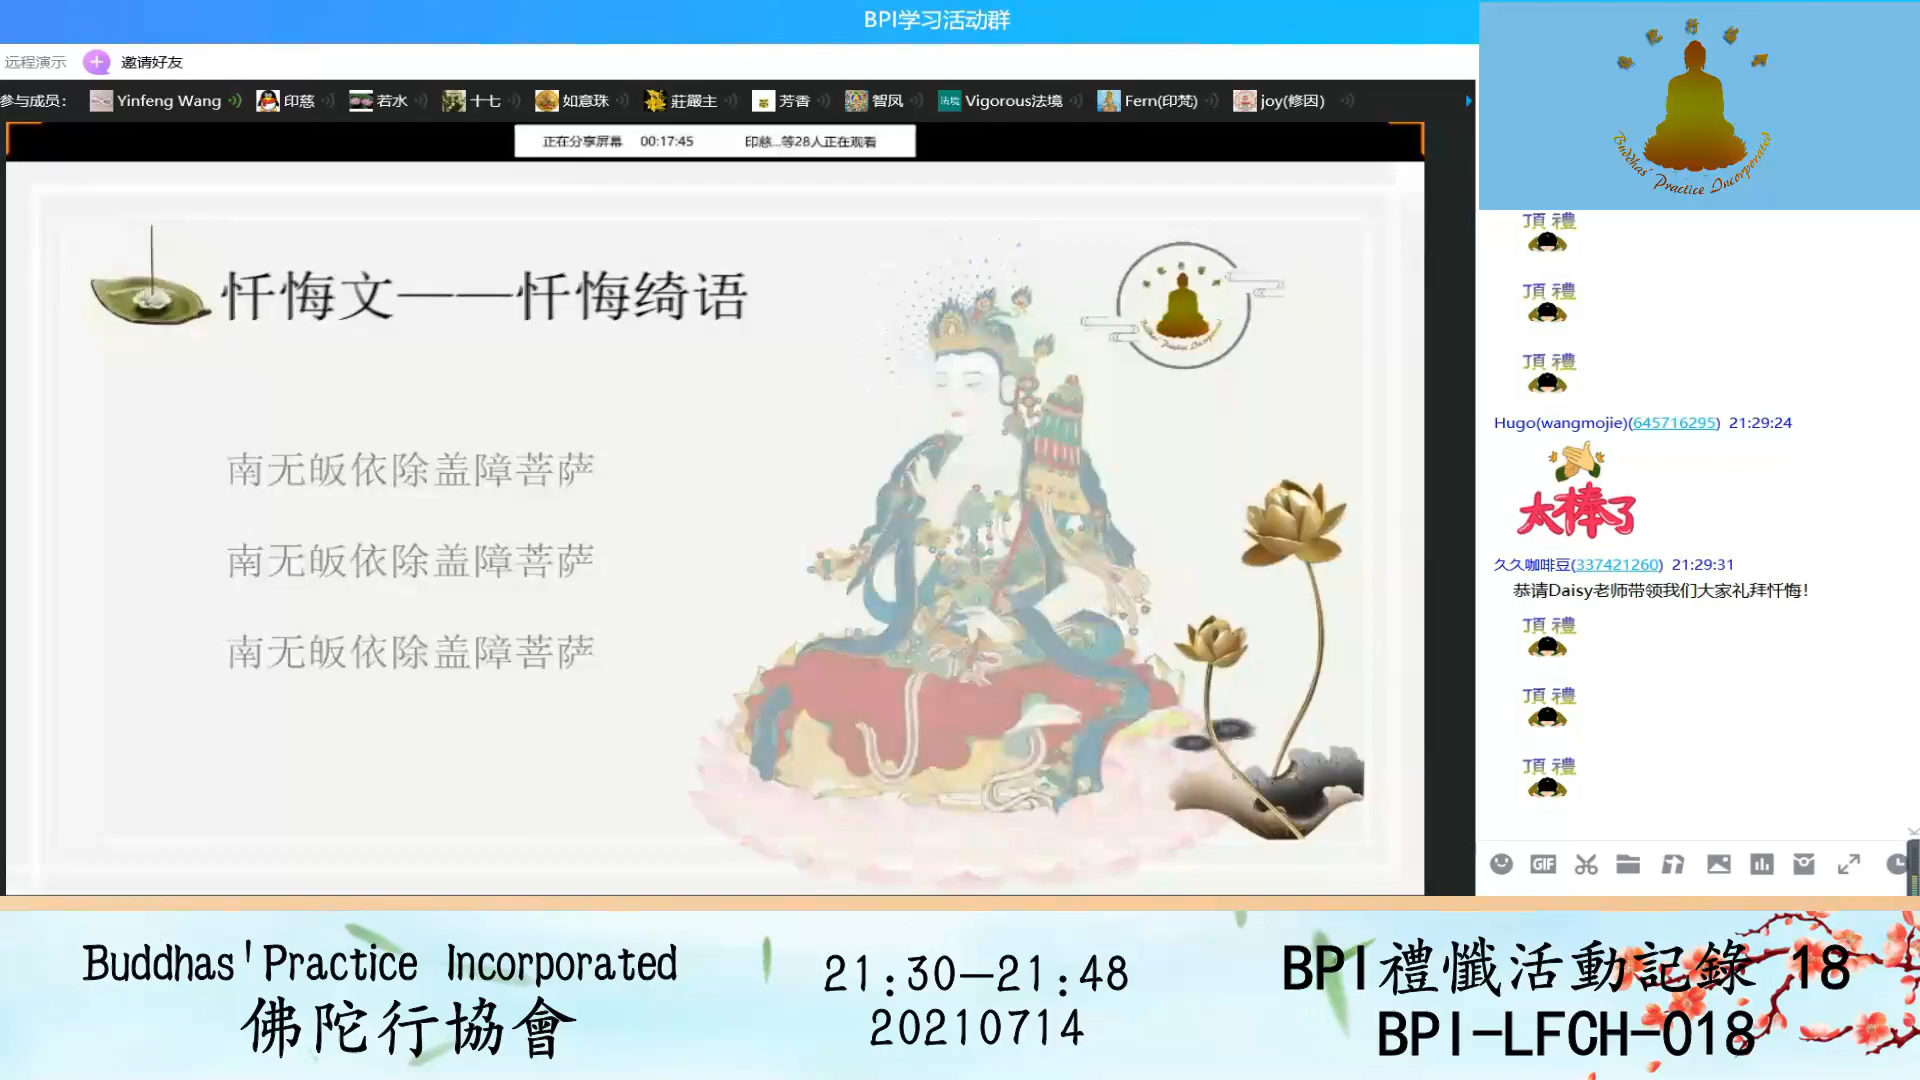 BPI学习活动群
远程演示 邀请好友
参与成员： Yinfeng Wang 印慈 若水 十七 如意珠 莊嚴主 芳香 智凤 法境 Vigorous法境 Fern(印梵) joy(修因)
正在分享屏幕 00:17:45 印慈...等28人正在观看
忏悔文——忏悔绮语
南无皈依除盖障菩萨
南无皈依除盖障菩萨
南无皈依除盖障菩萨
Buddhas' Practice Incorporated
Buddhas' Practice Incorporated
頂禮
頂禮
頂禮
Hugo(wangmojie)(645716295) 21:29:24
太棒了
久久咖啡豆(337421260) 21:29:31
恭请Daisy老师带领我们大家礼拜忏悔！
頂禮
頂禮
頂禮
GIF
Buddhas'Practice Incorporated
佛陀行協會
21:30—21:48
20210714
BPI禮懺活動記錄 18
BPI-LFCH-018